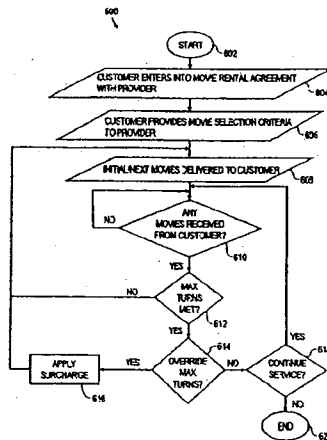 600
START
602
CUSTOMER ENTERS INTO MOVIE RENTAL AGREEMENT
WITH PROVIDER
604
CUSTOMER PROVIDES MOVIE SELECTION CRITERIA
TO PROVIDER
606
INITIAL/NEXT MOVIES DELIVERED TO CUSTOMER
608
ANY
MOVIES RECEIVED
FROM CUSTOMER?
NO
610
YES
MAX
TURNS
MET?
NO
612
YES
614
OVERRIDE
MAX
TURNS?
YES
NO
APPLY
SURCHARGE
616
YES
CONTINUE
SERVICE?
NO
END